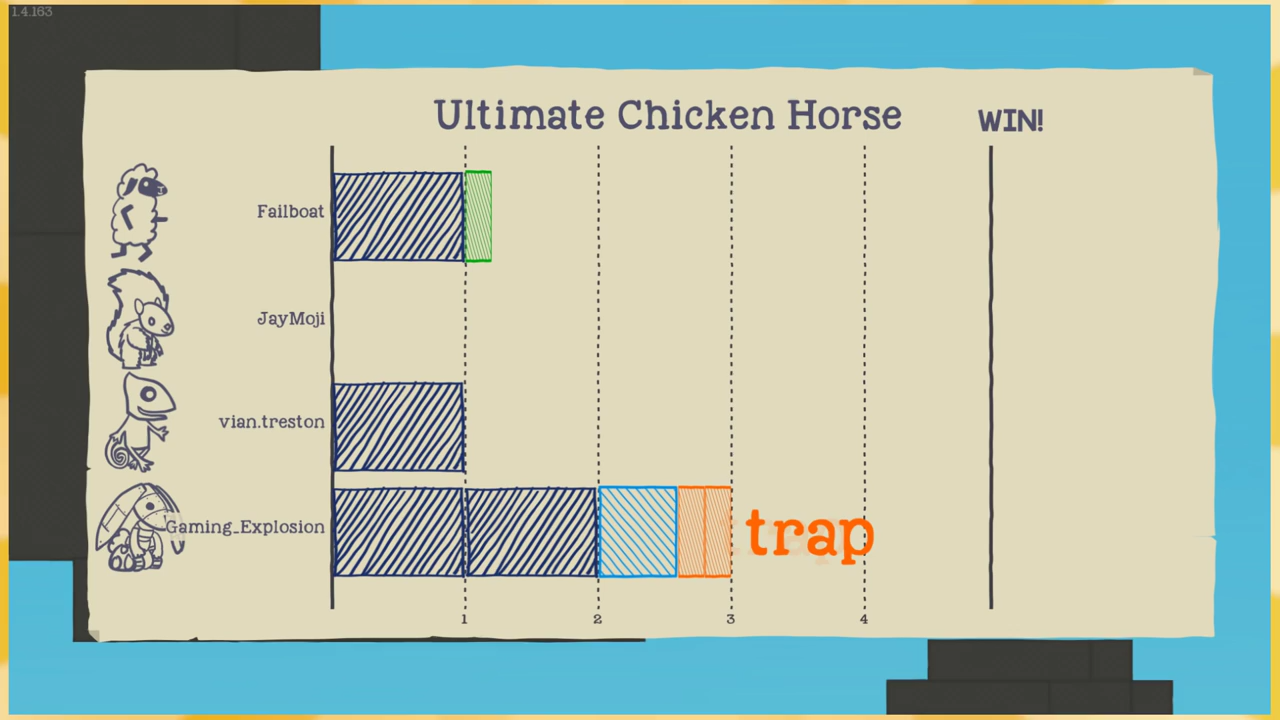 1.4.163
Ultimate Chicken Horse
WIN!
Failboat
JayMoji
vian.treston
Gaming_Explosion
trap
1 2 3 4